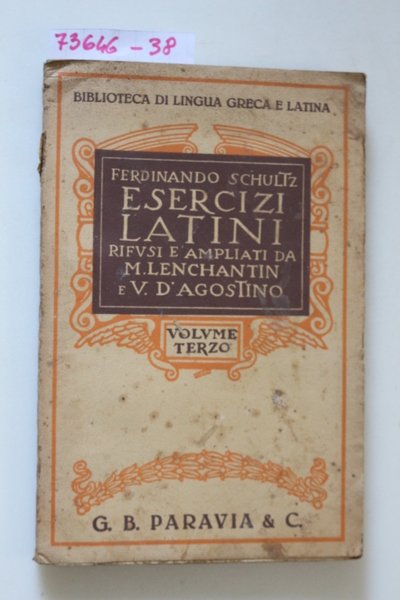 73646-38
BIBLIOTECA DI LINGUA GRECA E LATINA
FERDINANDO SCHULTZ
ESERCIZI
LATINI
RIFVSI E AMPLIATI DA
M. LENCHANTIN
E V. D'AGOSTINO
VOLVME
TERZO
G. B. PARAVIA & C.